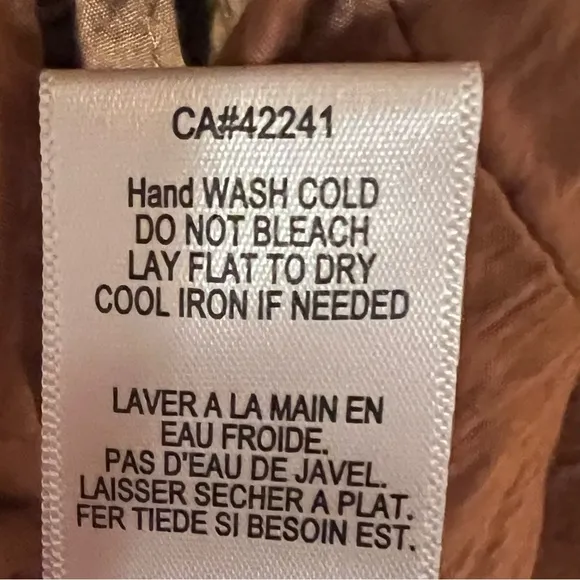 CA#42241
Hand WASH COLD
DO NOT BLEACH
LAY FLAT TO DRY
COOL IRON IF NEEDED
LAVER A LA MAIN EN
EAU FROIDE.
PAS D'EAU DE JAVEL.
LAISSER SECHER A PLAT.
FER TIEDE SI BESOIN EST.